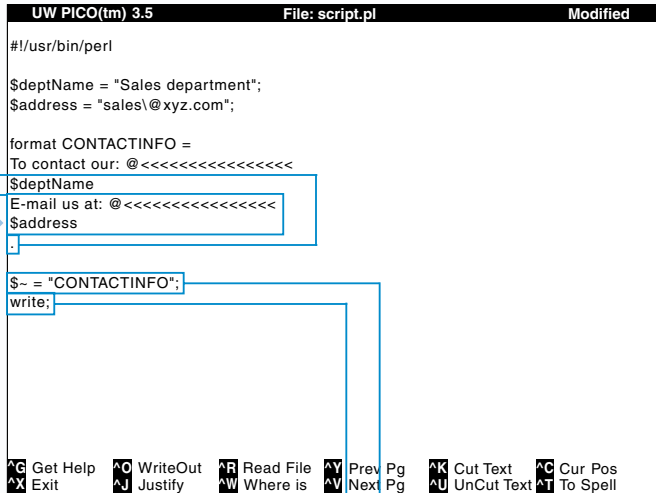 UW PICO(tm) 3.5 File: script.pl Modified
#!/usr/bin/perl
$deptName = "Sales department";
$address = "sales\@xyz.com";
format CONTACTINFO =
To contact our: @<<<<<<<<<<<<<<<<
$deptName
E-mail us at: @<<<<<<<<<<<<<<<<
$address
.
$~ = "CONTACTINFO";
write;
^G Get Help ^O WriteOut ^R Read File ^Y Prev Pg ^K Cut Text ^C Cur Pos
^X Exit ^J Justify ^W Where is ^V Next Pg ^U UnCut Text ^T To Spell